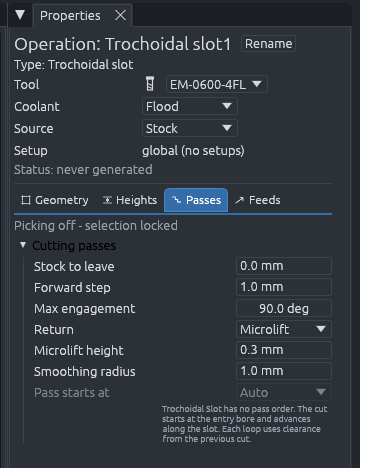 Properties
Operation: Trochoidal slot1 Rename
Type: Trochoidal slot
Tool EM-0600-4FL
Coolant Flood
Source Stock
Setup global (no setups)
Status: never generated
Geometry Heights Passes Feeds
Picking off - selection locked
Cutting passes
Stock to leave 0.0 mm
Forward step 1.0 mm
Max engagement 90.0 deg
Return Microlift
Microlift height 0.3 mm
Smoothing radius 1.0 mm
Pass starts at Auto
Trochoidal Slot has no pass order. The cut
starts at the entry bore and advances
along the slot. Each loop uses clearance
from the previous cut.